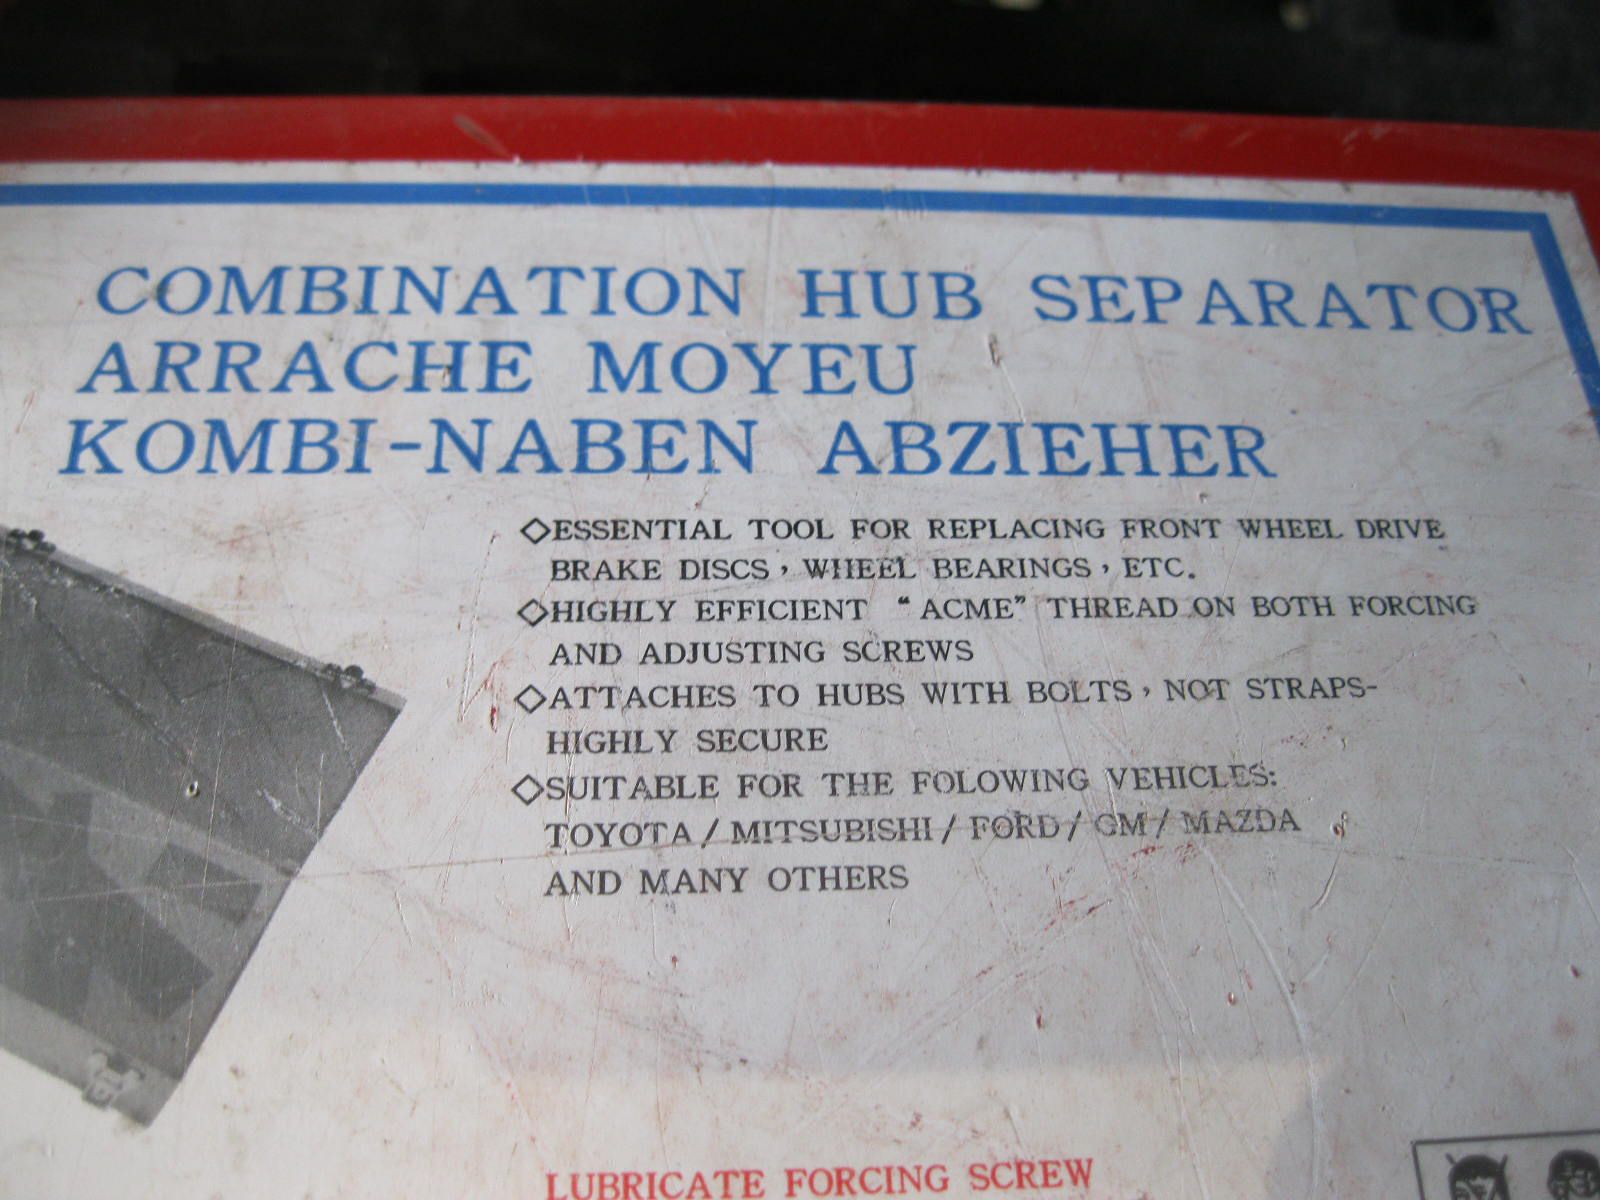 COMBINATION HUB SEPARATOR
ARRACHE MOYEU
KOMBI-NABEN ABZIEHER
◇ESSENTIAL TOOL FOR REPLACING FRONT WHEEL DRIVE
BRAKE DISCS, WHEEL BEARINGS, ETC.
◇HIGHLY EFFICIENT “ACME” THREAD ON BOTH FORCING
AND ADJUSTING SCREWS
◇ATTACHES TO HUBS WITH BOLTS, NOT STRAPS-
HIGHLY SECURE
◇SUITABLE FOR THE FOLOWING VEHICLES:
TOYOTA / MITSUBISHI / FORD / GM / MAZDA
AND MANY OTHERS
LUBRICATE FORCING SCREW